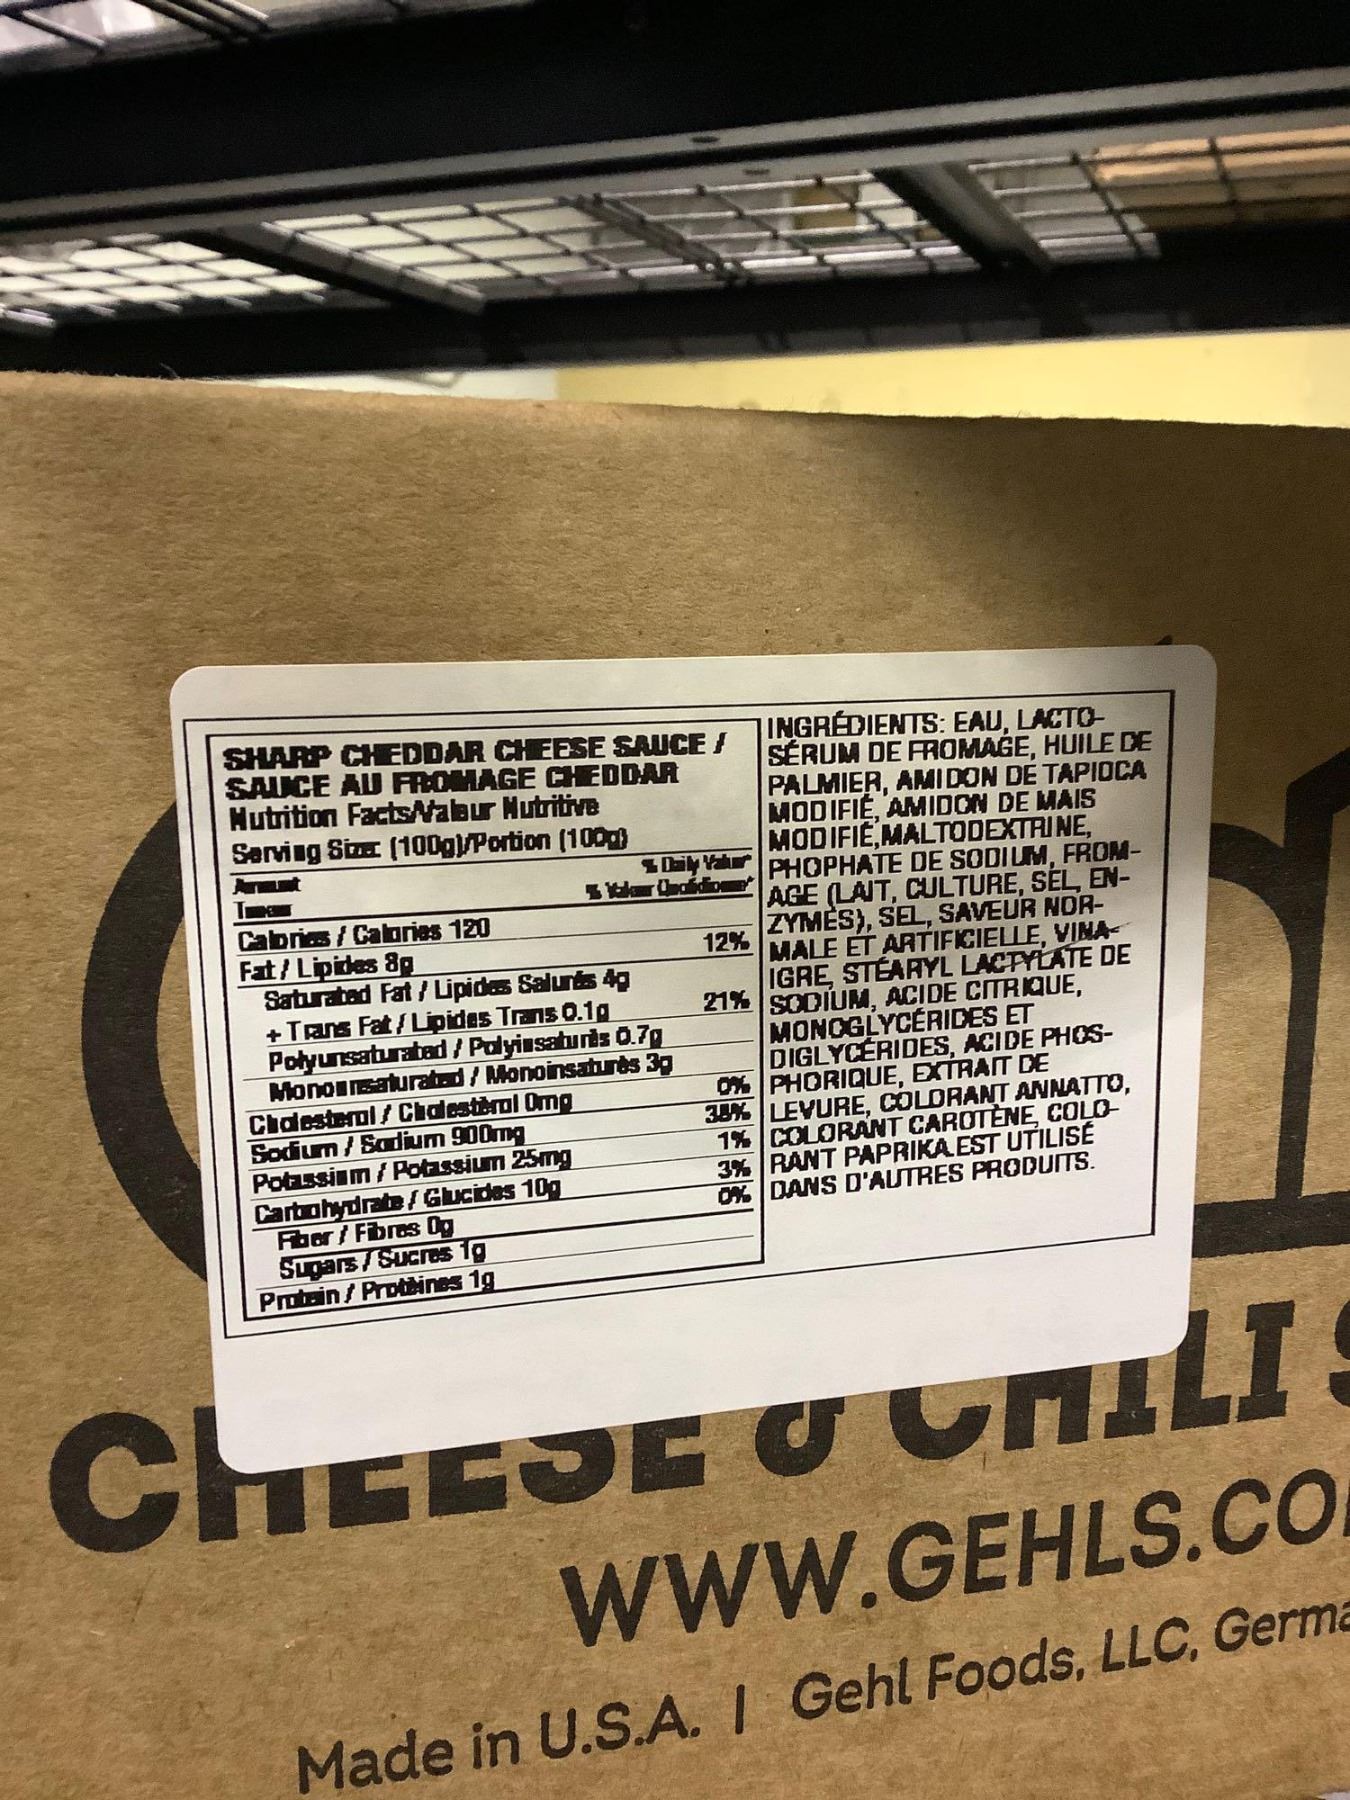 SHARP CHEDDAR CHEESE SAUCE /
SAUCE AU FROMAGE CHEDDAR
Nutrition Facts/Valeur Nutritive
Serving Size: (100g)/Portion (100g)
Amount % Daily Value*
Teneur % Valeur Quotidienne*
Calories / Calories 120
Fat / Lipides 8g 12%
Saturated Fat / Lipides Saturés 4g
+ Trans Fat / Lipides Trans 0.1g 21%
Polyunsaturated / Polyinsaturés 0.7g
Monounsaturated / Monoinsaturés 3g
Cholesterol / Cholestérol 0mg 0%
Sodium / Sodium 900mg 38%
Potassium / Potassium 25mg 1%
Carbohydrate / Glucides 10g 3%
Fiber / Fibres 0g 0%
Sugars / Sucres 1g
Protein / Protèines 1g
INGRÉDIENTS: EAU, LACTO-
SÉRUM DE FROMAGE, HUILE DE
PALMIER, AMIDON DE TAPIOCA
MODIFIÉ, AMIDON DE MAIS
MODIFIÉ,MALTODEXTRINE,
PHOPHATE DE SODIUM, FROM-
AGE (LAIT, CULTURE, SEL, EN-
ZYMES), SEL, SAVEUR NOR-
MALE ET ARTIFICIELLE, VINA-
IGRE, STÉARYL LACTYLATE DE
SODIUM, ACIDE CITRIQUE,
MONOGLYCÉRIDES ET
DIGLYCÉRIDES, ACIDE PHOS-
PHORIQUE, EXTRAIT DE
LEVURE, COLORANT ANNATTO,
COLORANT CAROTÈNE, COLO-
RANT PAPRIKA.EST UTILISÉ
DANS D'AUTRES PRODUITS.
CHEESE & CHILI S
WWW.GEHLS.CO
Made in U.S.A. | Gehl Foods, LLC, Germa